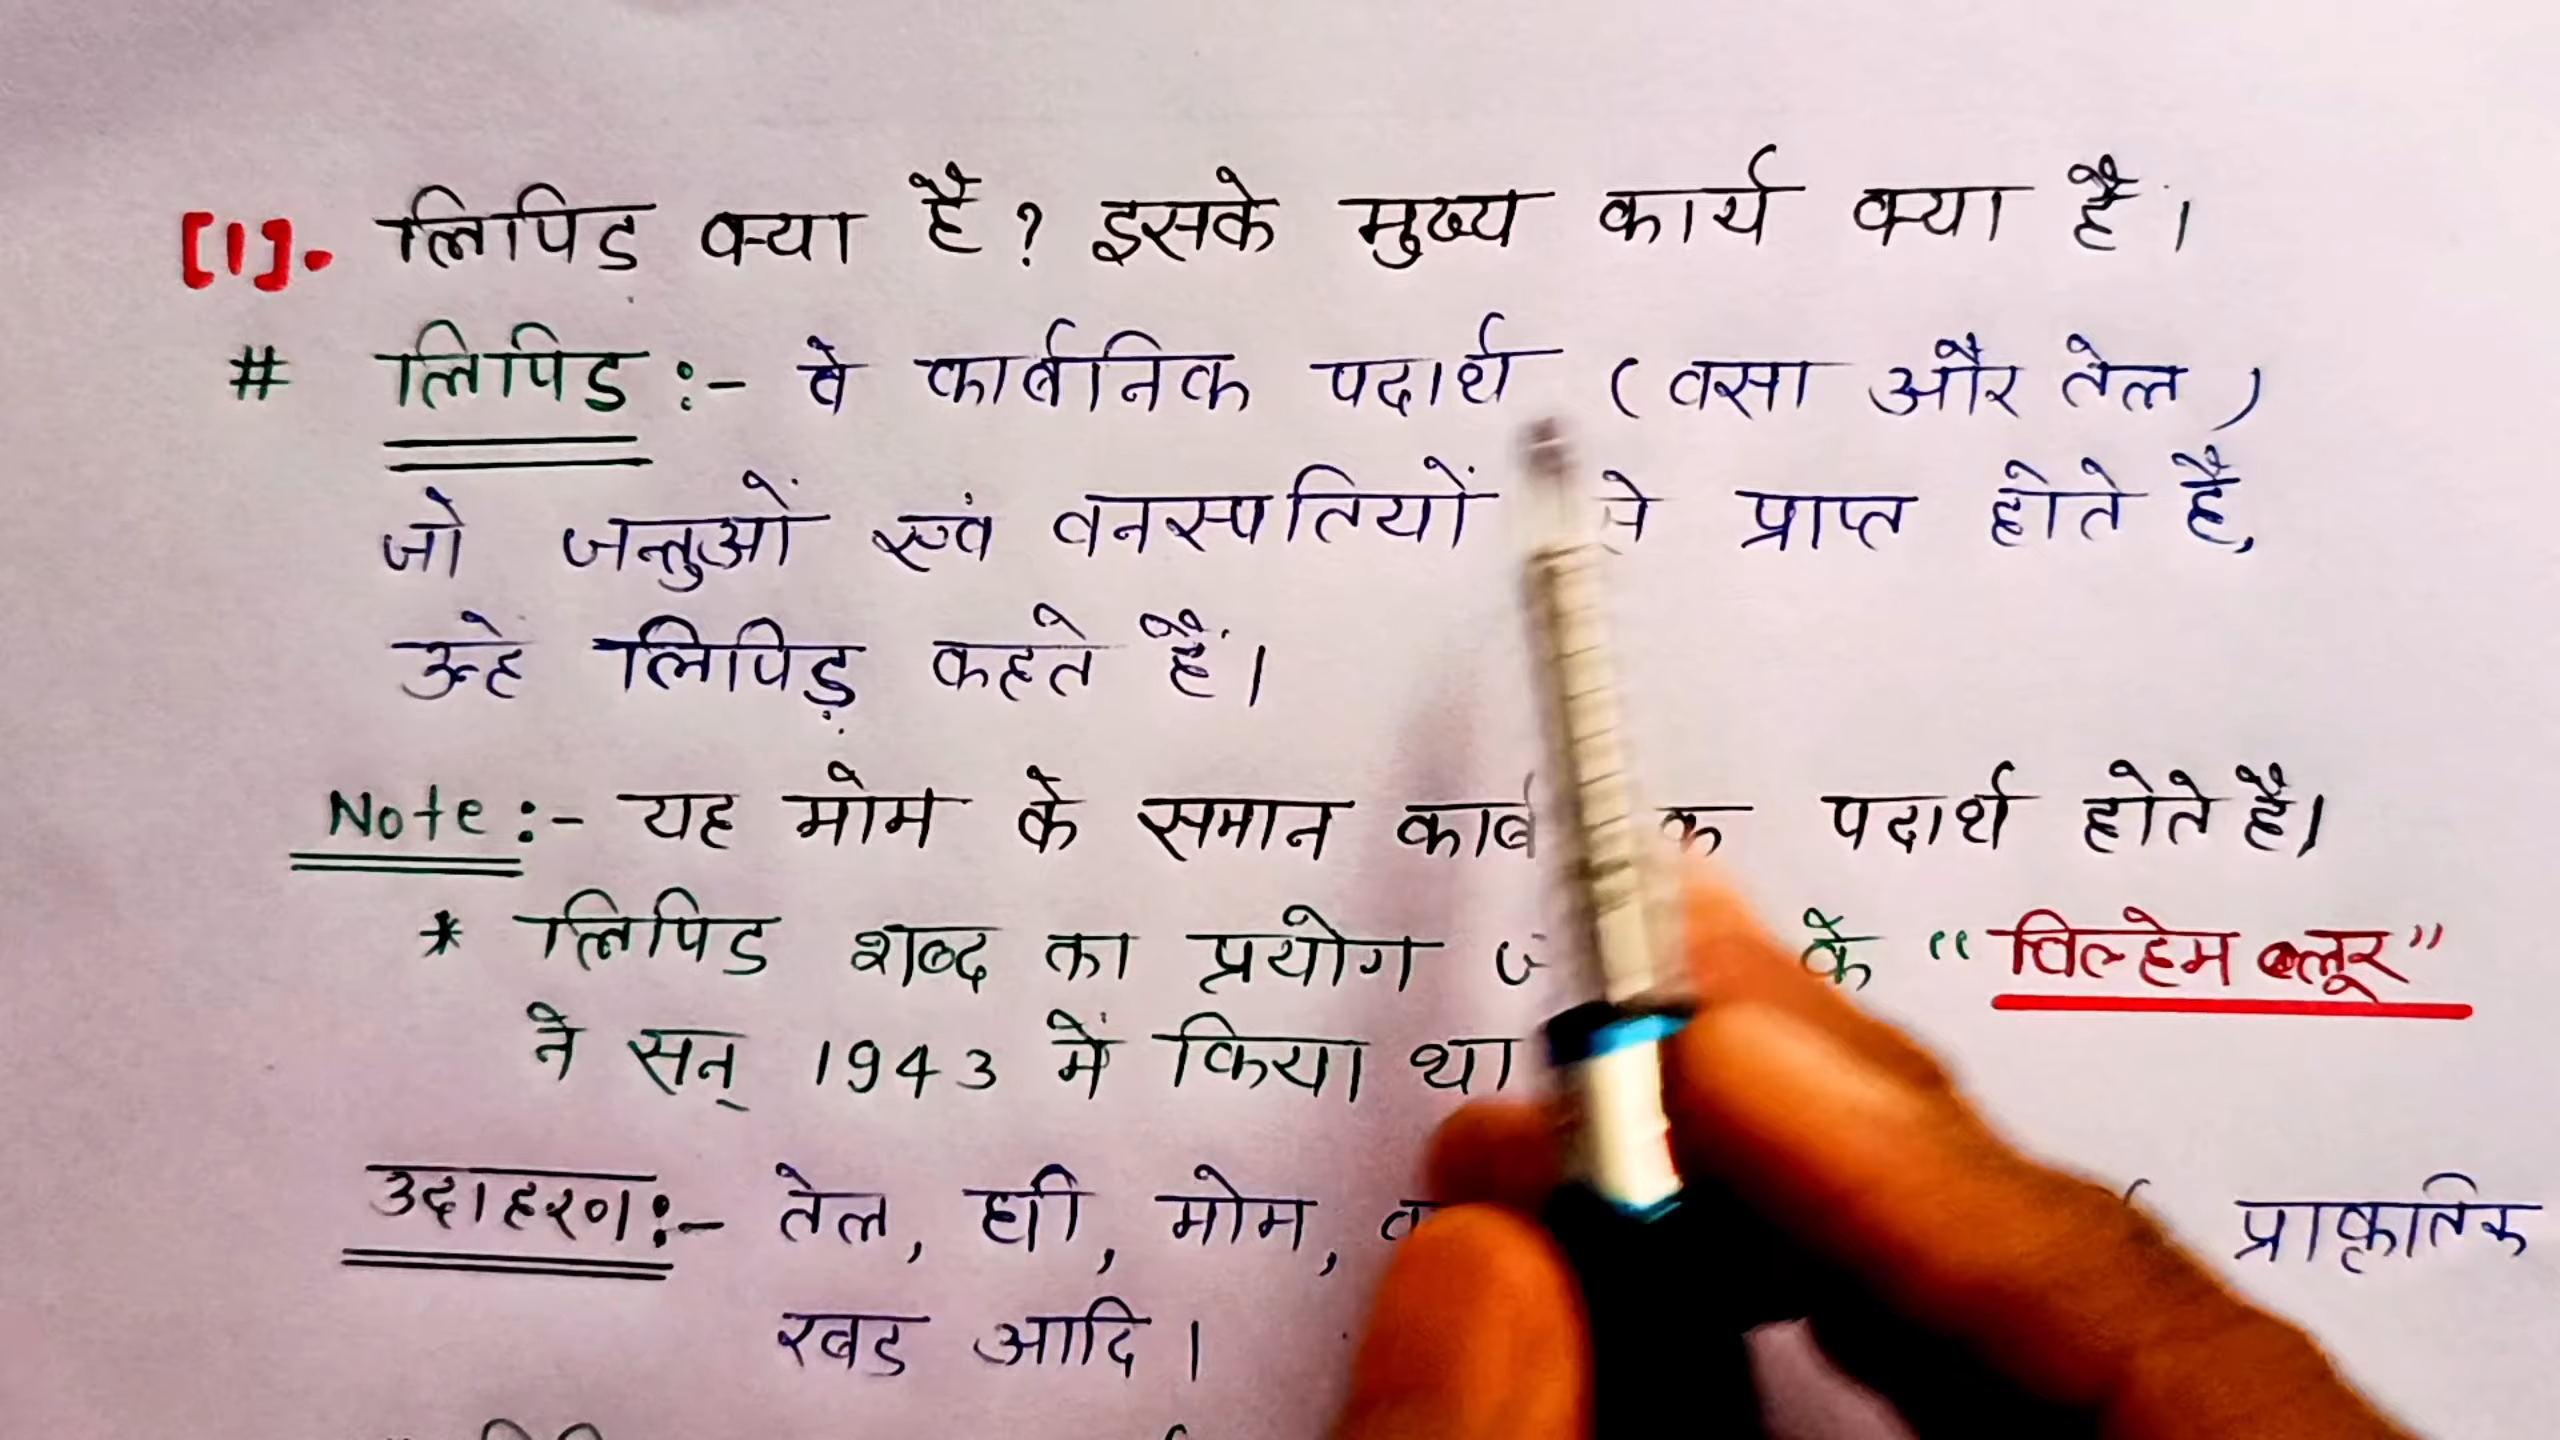 [1]. लिपिड क्या है? इसके मुख्य कार्य क्या है।
# लिपिड :- वे कार्बनिक पदार्थ (वसा और तेल)
जो जन्तुओं एवं वनस्पतियों प्राप्त होते है,
उन्हे लिपिड़ कहते हैं।
Note :- यह मोम के समान पदार्थ होते है।
* लिपिड शब्द का प्रयोग के "विल्हेम ब्लूर"
ने सन् 1943 में किया था
उदाहरण :- तेल, घी, मोम, प्राकृतिक
रबड आदि।